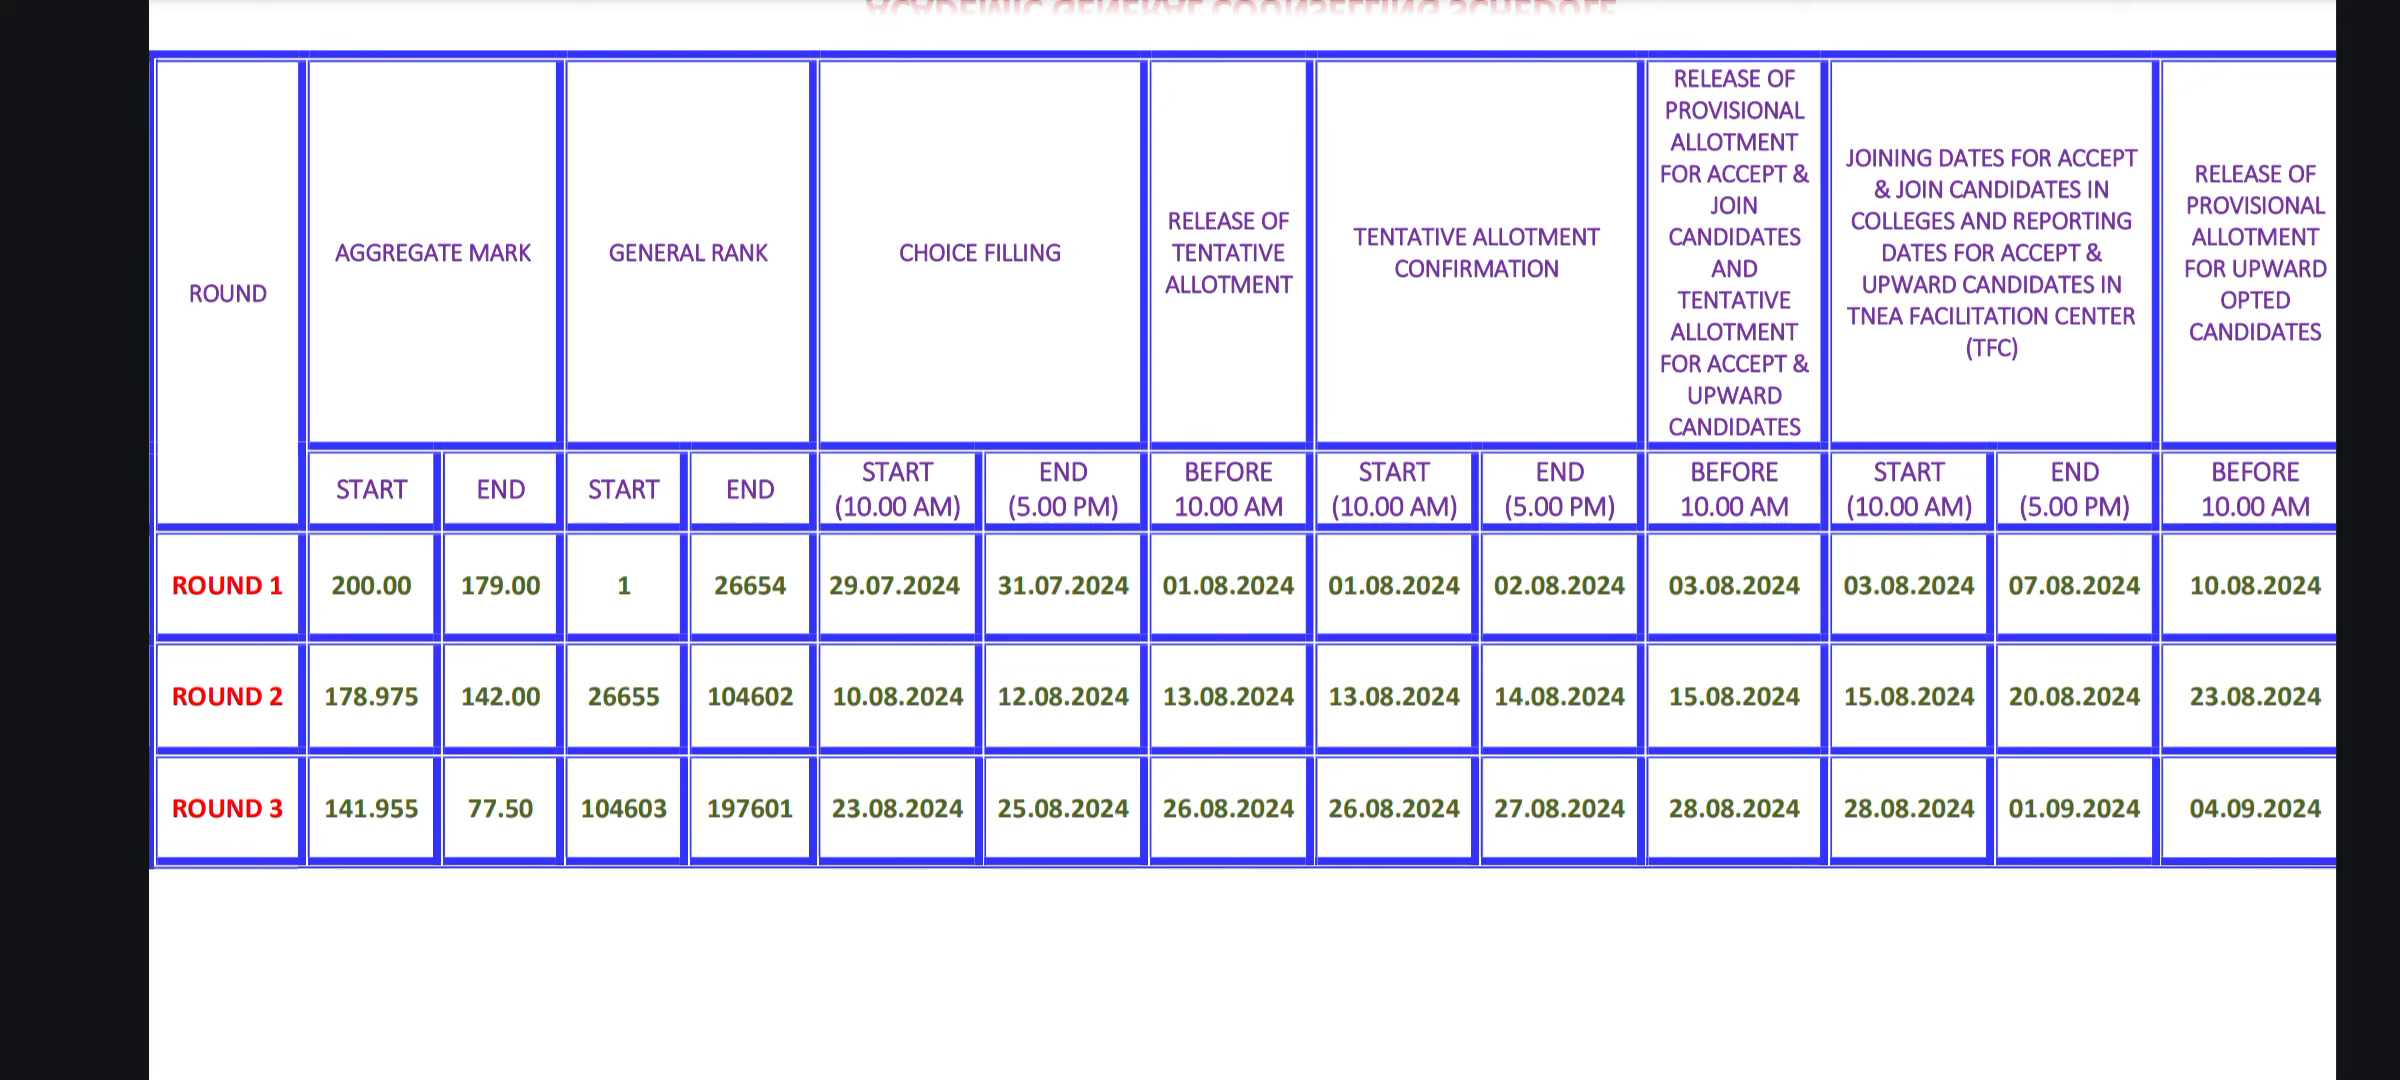 ACADEMIC GENERAL COUNSELLING SCHEDULE
ROUND
AGGREGATE MARK
GENERAL RANK
CHOICE FILLING
RELEASE OF
TENTATIVE
ALLOTMENT
TENTATIVE ALLOTMENT
CONFIRMATION
RELEASE OF
PROVISIONAL
ALLOTMENT
FOR ACCEPT &
JOIN
CANDIDATES
AND
TENTATIVE
ALLOTMENT
FOR ACCEPT &
UPWARD
CANDIDATES
JOINING DATES FOR ACCEPT
& JOIN CANDIDATES IN
COLLEGES AND REPORTING
DATES FOR ACCEPT &
UPWARD CANDIDATES IN
TNEA FACILITATION CENTER
(TFC)
RELEASE OF
PROVISIONAL
ALLOTMENT
FOR UPWARD
OPTED
CANDIDATES
START END START END START (10.00 AM) END (5.00 PM) BEFORE 10.00 AM START (10.00 AM) END (5.00 PM) BEFORE 10.00 AM START (10.00 AM) END (5.00 PM) BEFORE 10.00 AM
ROUND 1 200.00 179.00 1 26654 29.07.2024 31.07.2024 01.08.2024 01.08.2024 02.08.2024 03.08.2024 03.08.2024 07.08.2024 10.08.2024
ROUND 2 178.975 142.00 26655 104602 10.08.2024 12.08.2024 13.08.2024 13.08.2024 14.08.2024 15.08.2024 15.08.2024 20.08.2024 23.08.2024
ROUND 3 141.955 77.50 104603 197601 23.08.2024 25.08.2024 26.08.2024 26.08.2024 27.08.2024 28.08.2024 28.08.2024 01.09.2024 04.09.2024